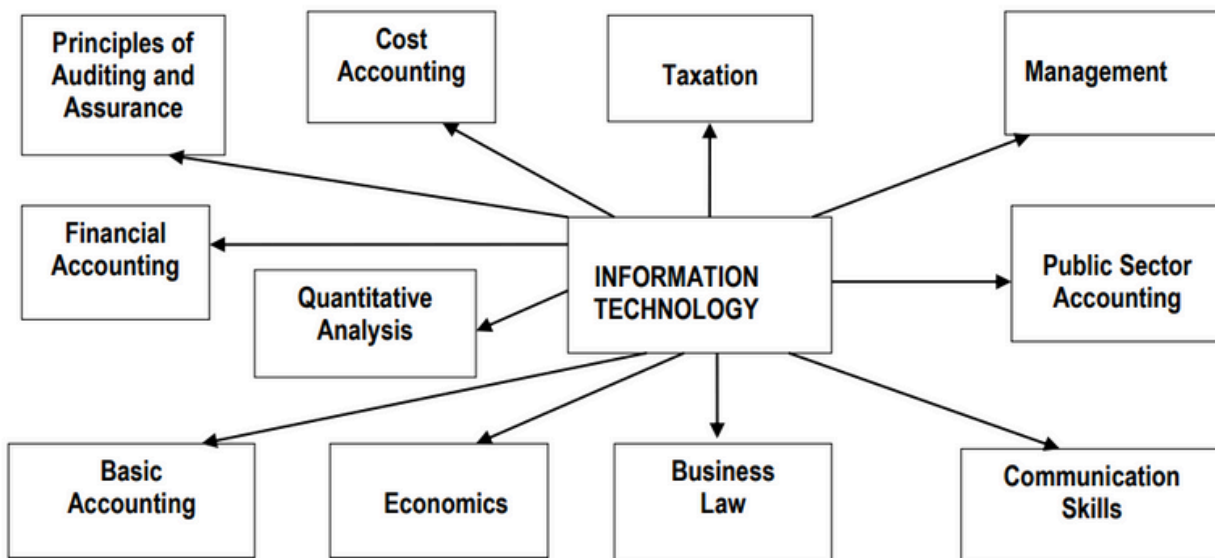 Principles of
Auditing and
Assurance
Cost
Accounting
Taxation
Management
Financial
Accounting
Quantitative
Analysis
INFORMATION
TECHNOLOGY
Public Sector
Accounting
Basic
Accounting
Economics
Business
Law
Communication
Skills